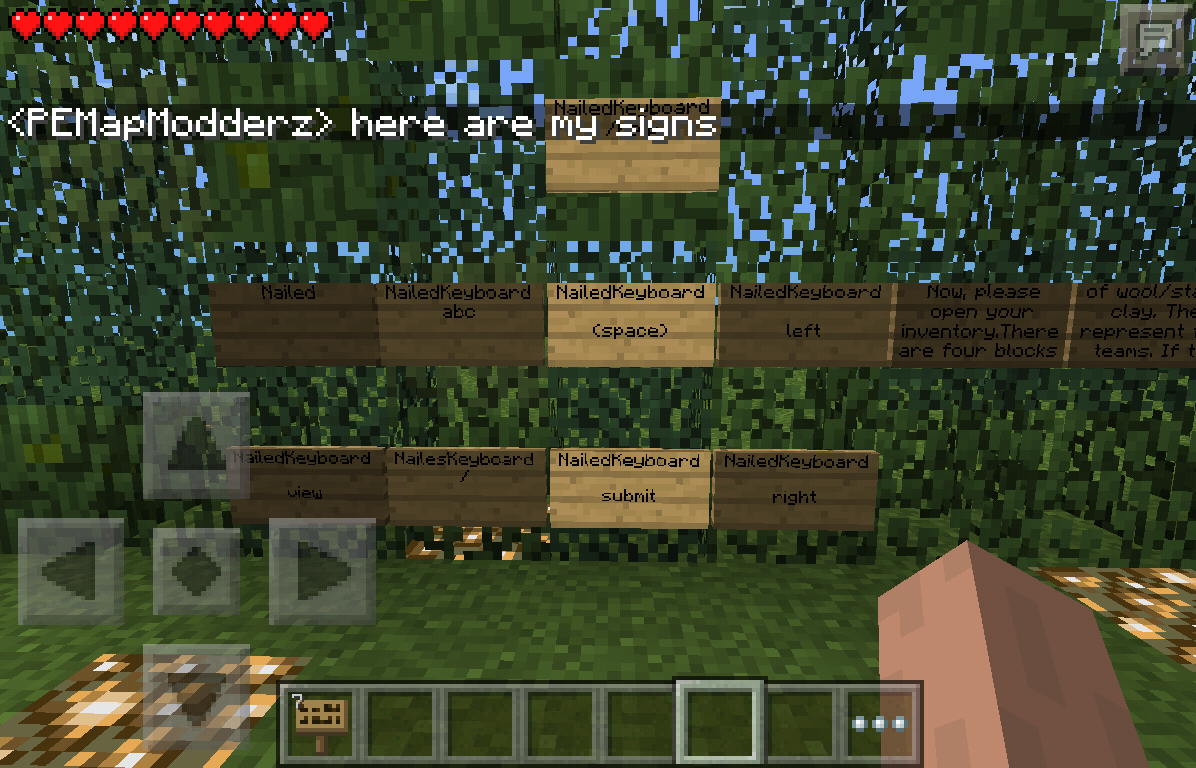 <PEMapModderz> here are my signs
NailedKeyboard
Nailed
NailedKeyboard
abc
NailedKeyboard
(space)
NailedKeyboard
left
Now, please
open your
inventory.There
are four blocks
of wool/sta
clay. The
represent
teams. If t
NailedKeyboard
view
NailesKeyboard
/
NailedKeyboard
submit
NailedKeyboard
right
7